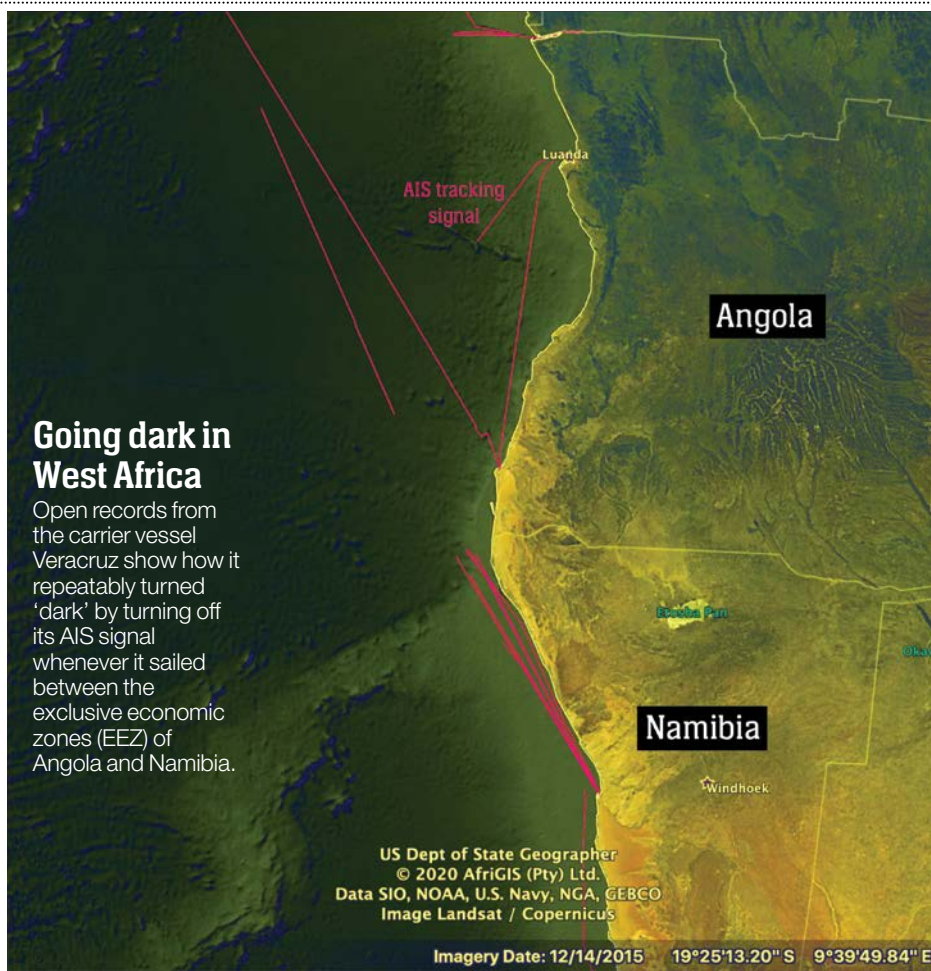 Luanda
AIS tracking
signal
Angola
Going dark in
West Africa
Open records from
the carrier vessel
Veracruz show how it
repeatably turned
‘dark’ by turning off
its AIS signal
whenever it sailed
between the
exclusive economic
zones (EEZ) of
Angola and Namibia.
Etosha Pan
Oka
Namibia
Windhoek
US Dept of State Geographer
© 2020 AfriGIS (Pty) Ltd.
Data SIO, NOAA, U.S. Navy, NGA, GEBCO
Image Landsat / Copernicus
Imagery Date: 12/14/2015 19°25'13.20" S 9°39'49.84" E